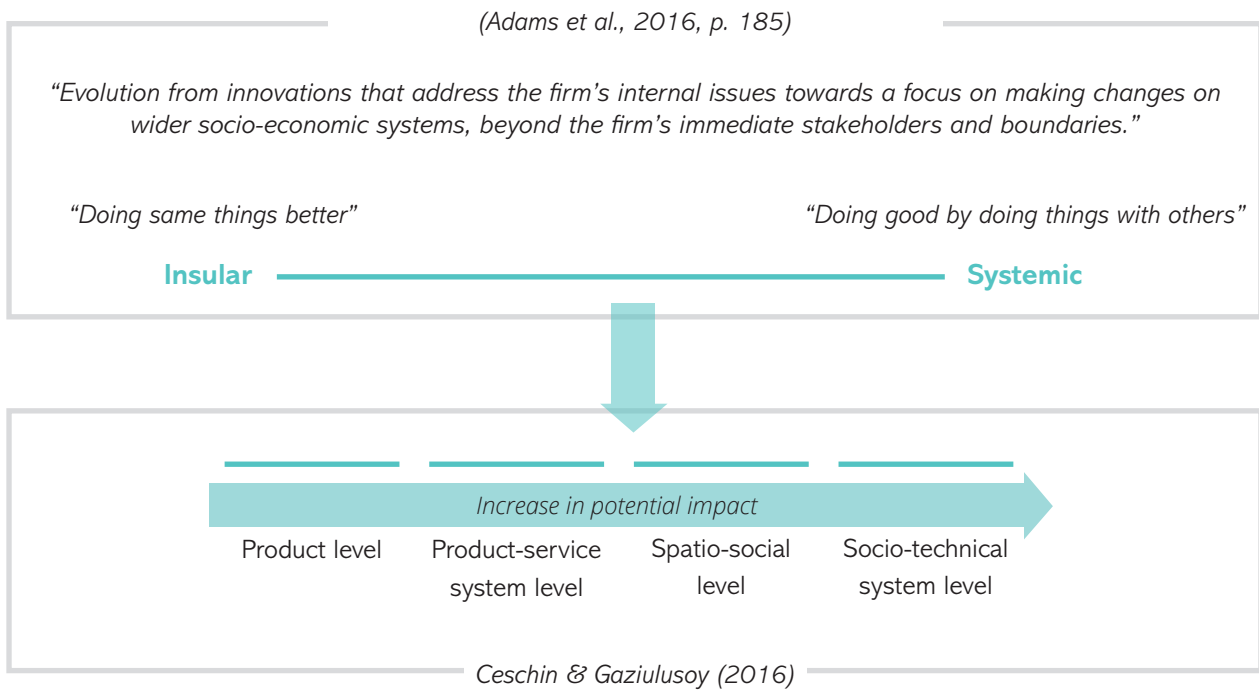 (Adams et al., 2016, p. 185)
“Evolution from innovations that address the firm’s internal issues towards a focus on making changes on
wider socio-economic systems, beyond the firm’s immediate stakeholders and boundaries.”
“Doing same things better”
“Doing good by doing things with others”
Insular
Systemic
Increase in potential impact
Product level
Product-service
system level
Spatio-social
level
Socio-technical
system level
Ceschin & Gaziulusoy (2016)